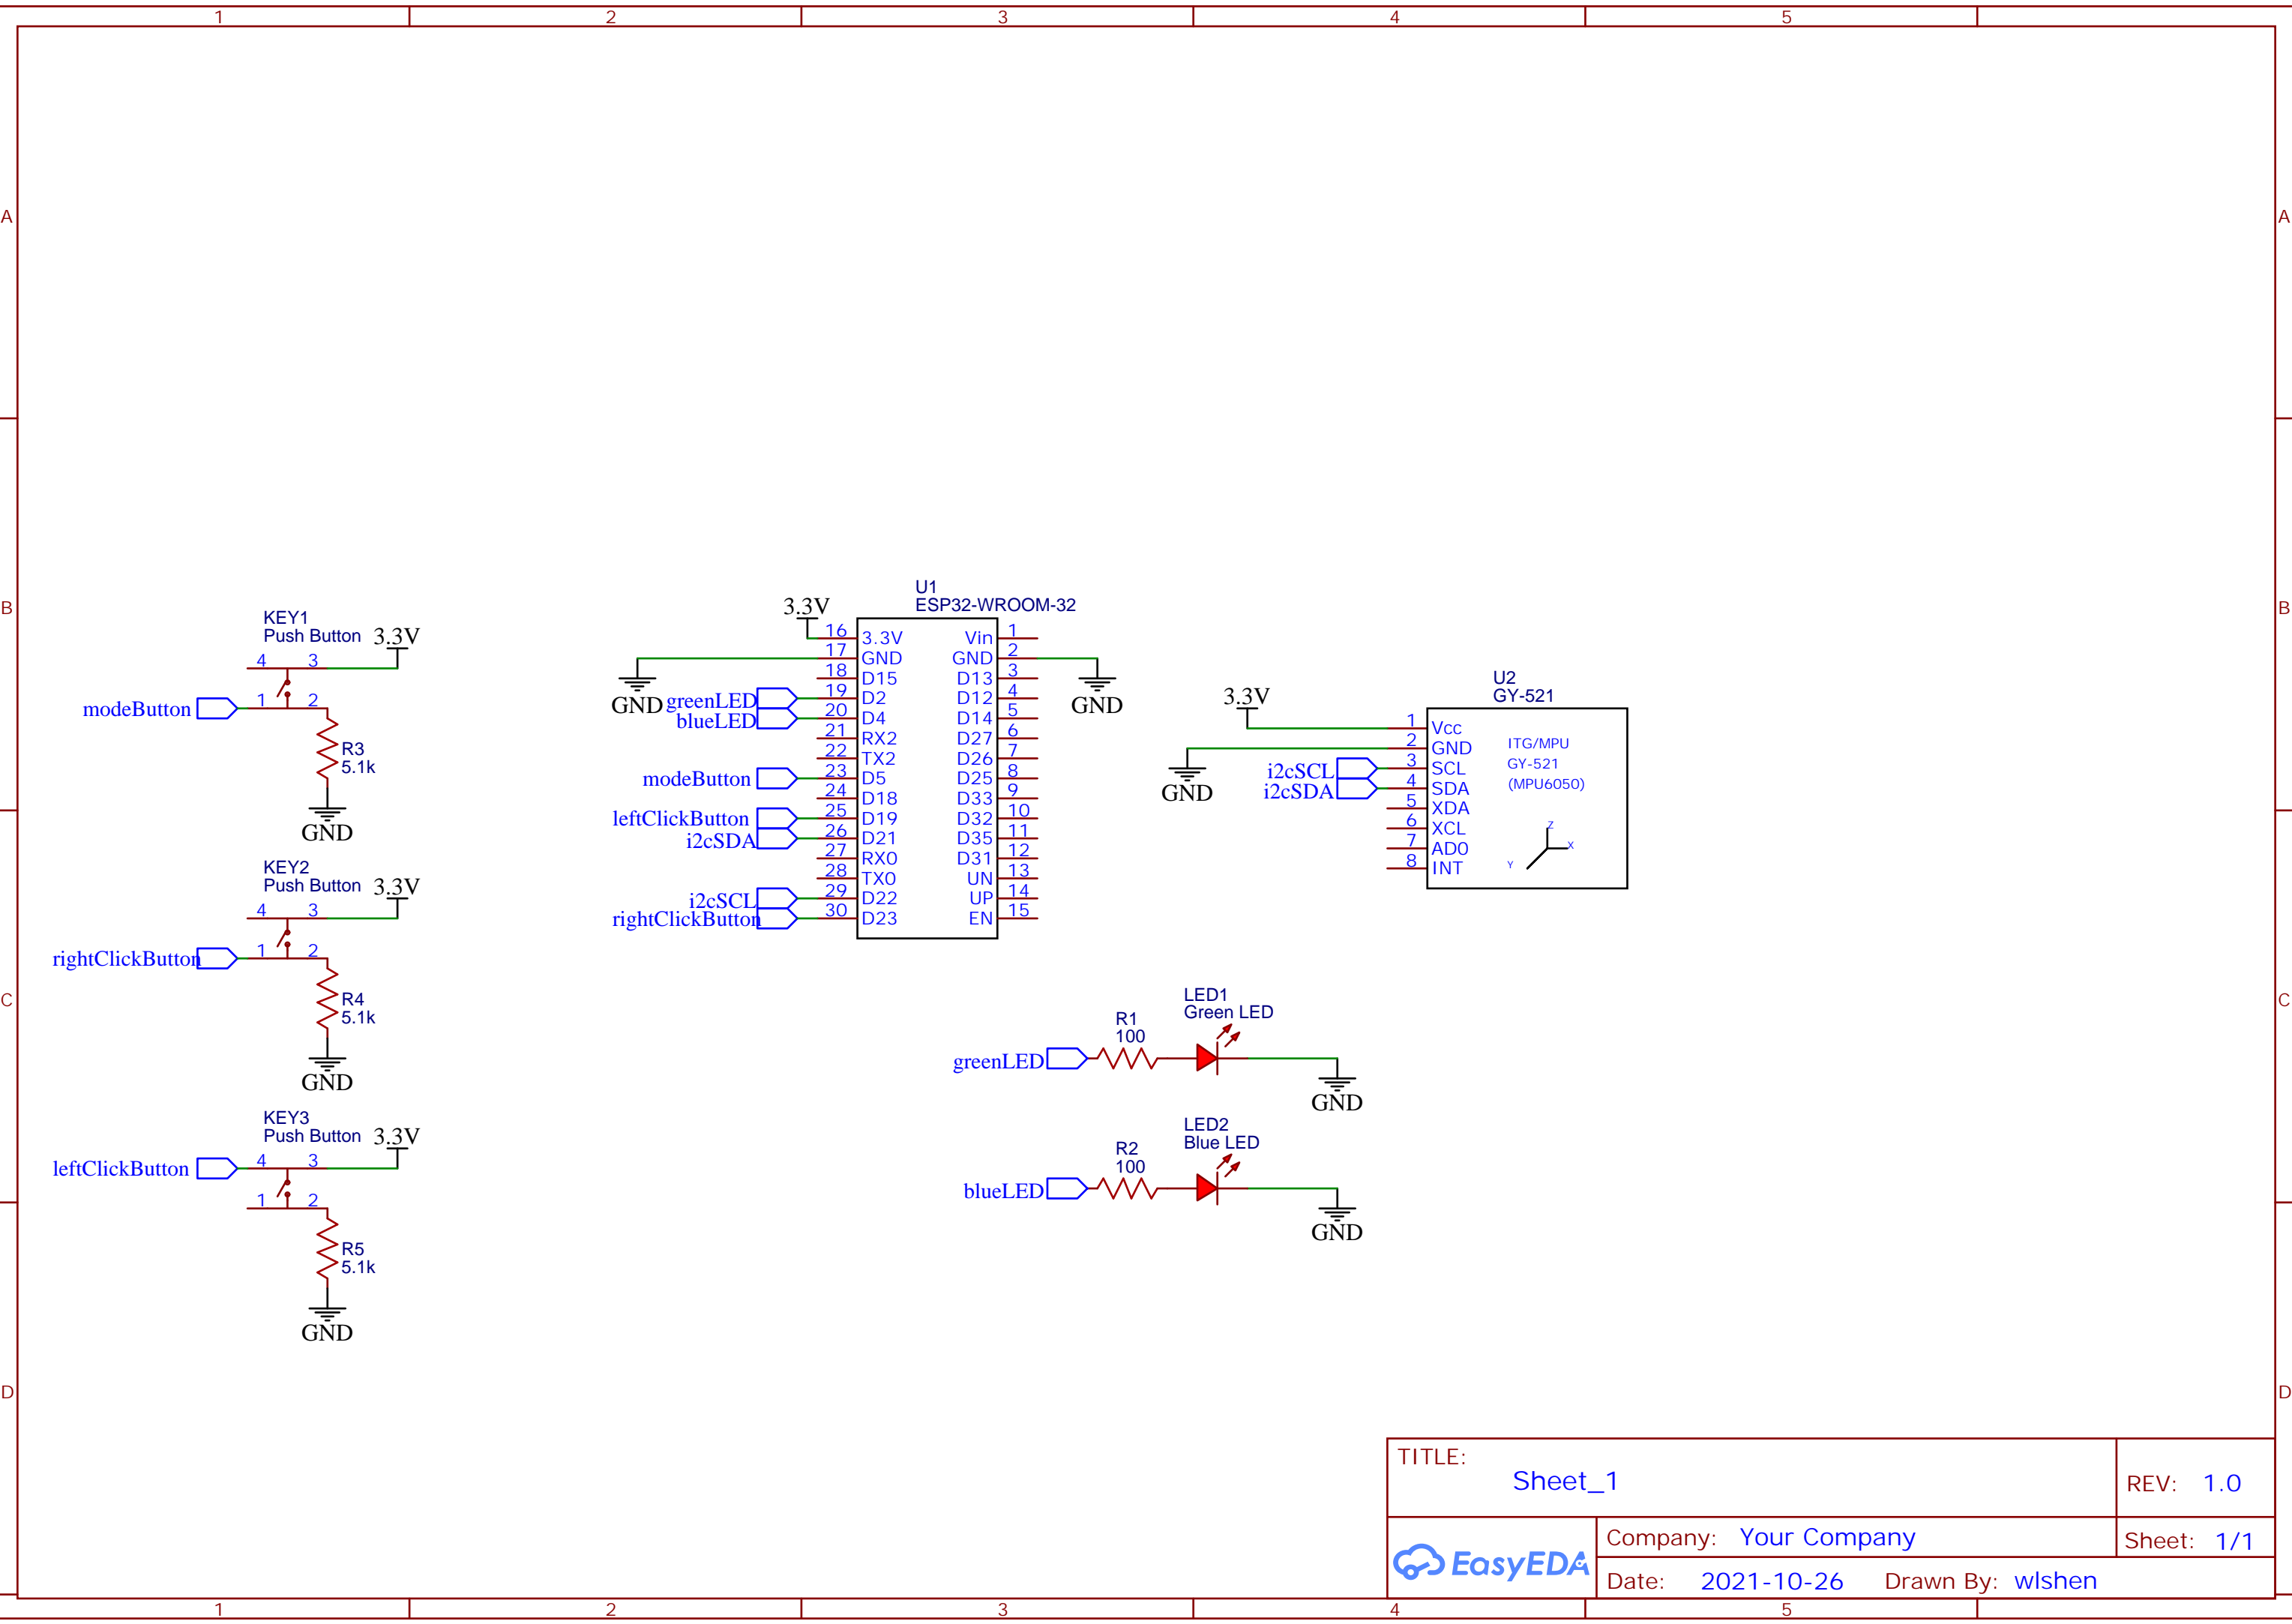 1 2 3 4 5
A A
B B
C C
D D
KEY1
Push Button
3.3V
4 3
1 2
modeButton
R3
5.1k
GND
KEY2
Push Button
3.3V
4 3
1 2
rightClickButton
R4
5.1k
GND
KEY3
Push Button
3.3V
4 3
leftClickButton
1 2
R5
5.1k
GND
U1
ESP32-WROOM-32
3.3V
GND
GND
greenLED
blueLED
modeButton
leftClickButton
i2cSDA
i2cSCL
rightClickButton
16 3.3V Vin 1
17 GND GND 2
18 D15 D13 3
19 D2 D12 4
20 D4 D14 5
21 RX2 D27 6
22 TX2 D26 7
23 D5 D25 8
24 D18 D33 9
25 D19 D32 10
26 D21 D35 11
27 RX0 D31 12
28 TX0 UN 13
29 D22 UP 14
30 D23 EN 15
U2
GY-521
3.3V
GND
i2cSCL
i2cSDA
1 Vcc
2 GND
3 SCL
4 SDA
5 XDA
6 XCL
7 AD0
8 INT
ITG/MPU
GY-521
(MPU6050)
Z
X
Y
LED1
Green LED
R1
100
greenLED
GND
LED2
Blue LED
R2
100
blueLED
GND
TITLE:
Sheet_1
REV: 1.0
EasyEDA
Company: Your Company
Sheet: 1/1
Date: 2021-10-26 Drawn By: wlshen
1 2 3 4 5